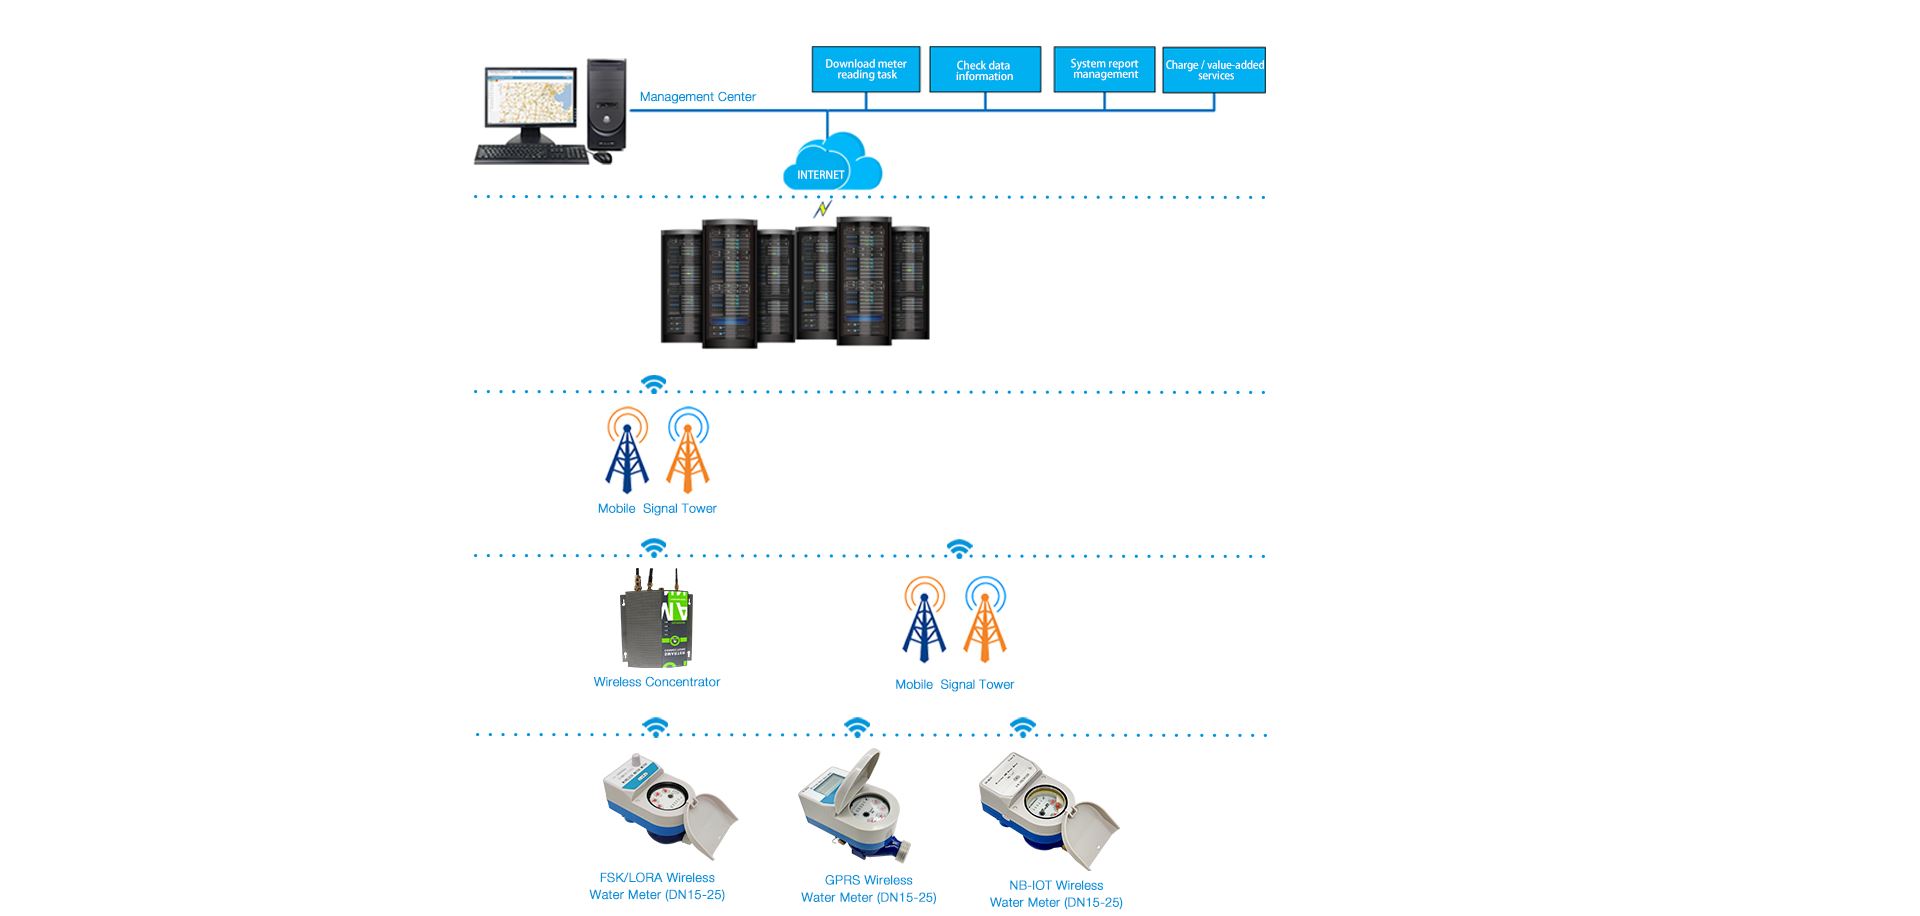 Download meter
reading task
Check data
information
System report
management
Charge / value-added
services
Management Center
INTERNET
Mobile  Signal Tower
Wireless Concentrator
Mobile  Signal Tower
FSK/LORA Wireless
Water Meter (DN15-25)
GPRS Wireless
Water Meter (DN15-25)
NB-IOT Wireless
Water Meter (DN15-25)